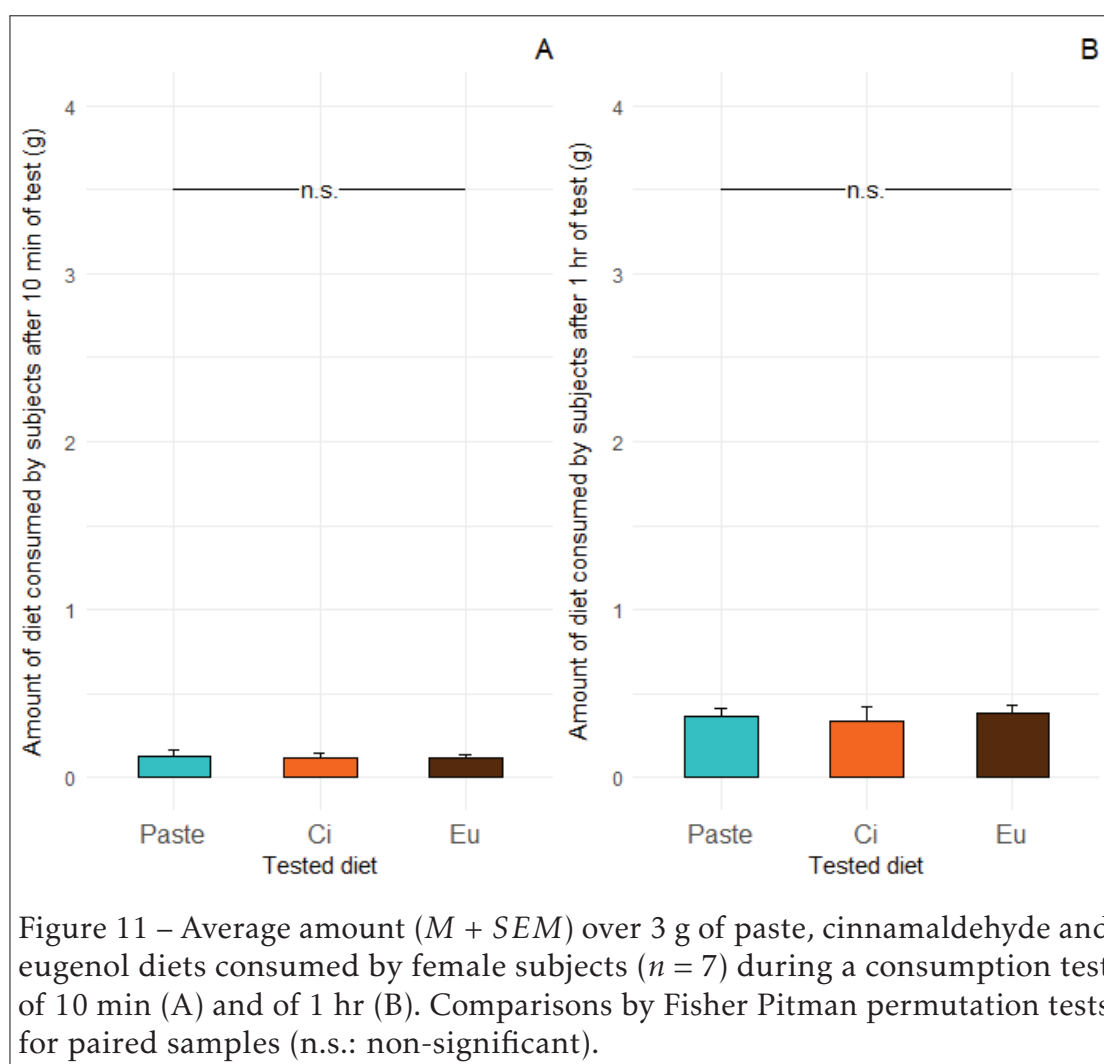 A
B
Amount of diet consumed by subjects after 10 min of test (g)
4
3
2
1
0
n.s.
Paste Ci Eu
Tested diet
Amount of diet consumed by subjects after 1 hr of test (g)
4
3
2
1
0
n.s.
Paste Ci Eu
Tested diet
Figure 11 – Average amount (M + SEM) over 3 g of paste, cinnamaldehyde and
eugenol diets consumed by female subjects (n = 7) during a consumption test
of 10 min (A) and of 1 hr (B). Comparisons by Fisher Pitman permutation tests
for paired samples (n.s.: non-significant).